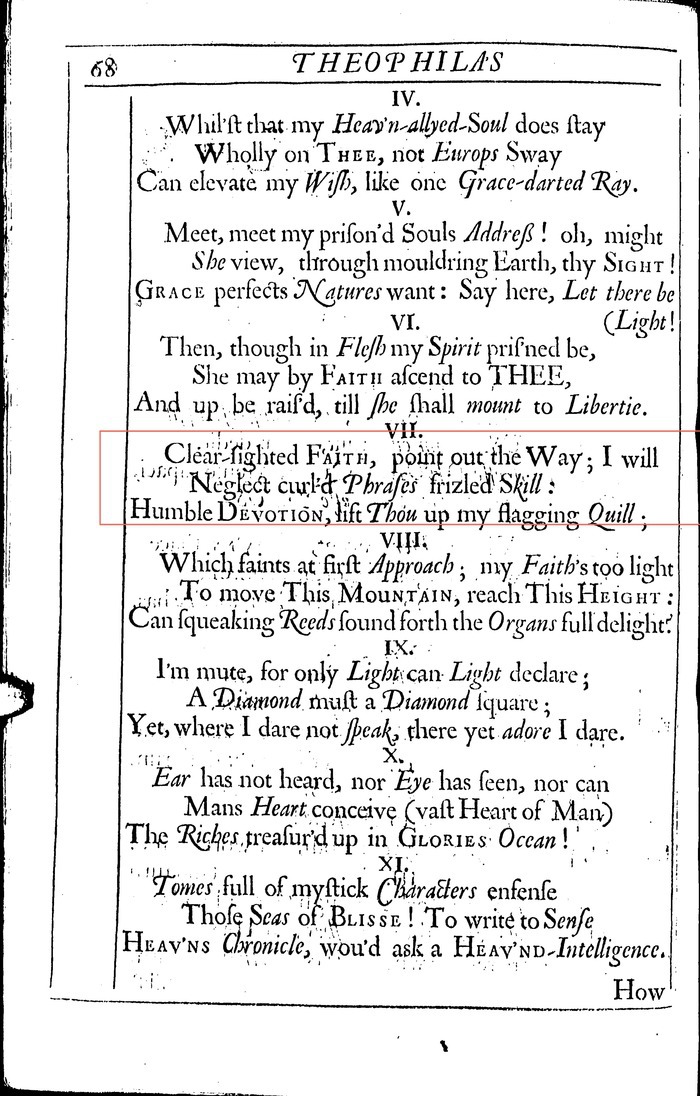 68 THEOPHILAS
IV.
Whil'ſt that my Heav'n-allyed-Soul does ſtay
Wholly on THEE, not Europs Sway
Can elevate my Wiſh, like one Grace-darted Ray.
V.
Meet, meet my priſon'd Souls Addreß! oh, might
She view, through mouldring Earth, thy SIGHT!
GRACE perfects Natures want: Say here, Let there be
(Light!
VI.
Then, though in Fleſh my Spirit priſ'ned be,
She may by FAITH aſcend to THEE,
And up be raiſ'd, till ſhe ſhall mount to Libertie.
VII.
Clear-ſighted FAITH, point out the Way; I will
Neglect curl'd Phraſes frizled Skill:
Humble DEVOTION, lift Thou up my flagging Quill;
VIII.
Which faints at firſt Approach; my Faith's too light
To move This MOUNTAIN, reach This HEIGHT:
Can ſqueaking Reeds ſound forth the Organs full delight?
IX.
I'm mute, for only Light can Light declare;
A Diamond muſt a Diamond ſquare;
Yet, where I dare not ſpeak, there yet adore I dare.
X.
Ear has not heard, nor Eye has ſeen, nor can
Mans Heart conceive (vaſt Heart of Man)
The Riches treaſur'd up in GLORIES Ocean!
XI.
Tomes full of myſtick Characters enſenſe
Thoſe Seas of BLISSE! To write to Senſe
HEAV'NS Chronicle, wou'd ask a HEAV'ND-Intelligence.
How